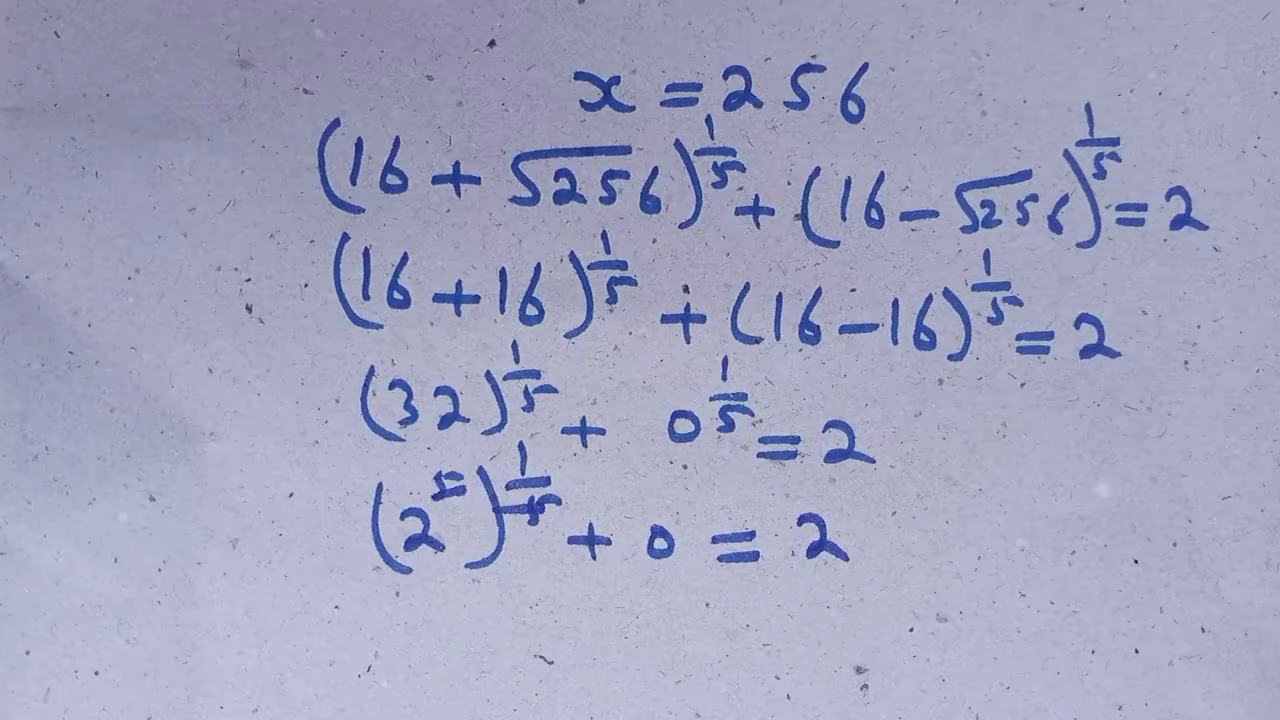 x = 256
(16 + √256)^(1/5) + (16 - √256)^(1/5) = 2
(16 + 16)^(1/5) + (16 - 16)^(1/5) = 2
(32)^(1/5) + 0^(1/5) = 2
(2^5)^(1/5) + 0 = 2